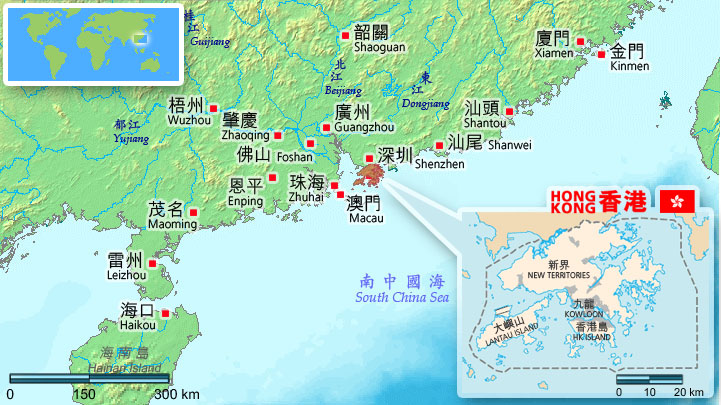 韶關
Shaoguan
廈門
Xiamen
金門
Kinmen
桂江
Guijiang
北江
Beijiang
東江
Dongjiang
梧州
Wuzhou
肇慶
Zhaoqing
廣州
Guangzhou
汕頭
Shantou
郁江
Yujiang
佛山
Foshan
深圳
Shenzhen
汕尾
Shanwei
恩平
Enping
珠海
Zhuhai
澳門
Macau
茂名
Maoming
HONG KONG 香港
雷州
Leizhou
新界
NEW TERRITORIES
南中國海
South China Sea
九龍
KOWLOON
海口
Haikou
大嶼山
LANTAU ISLAND
香港島
HK ISLAND
海南島
Hainan Island
0 150 300 km
0 10 20 km